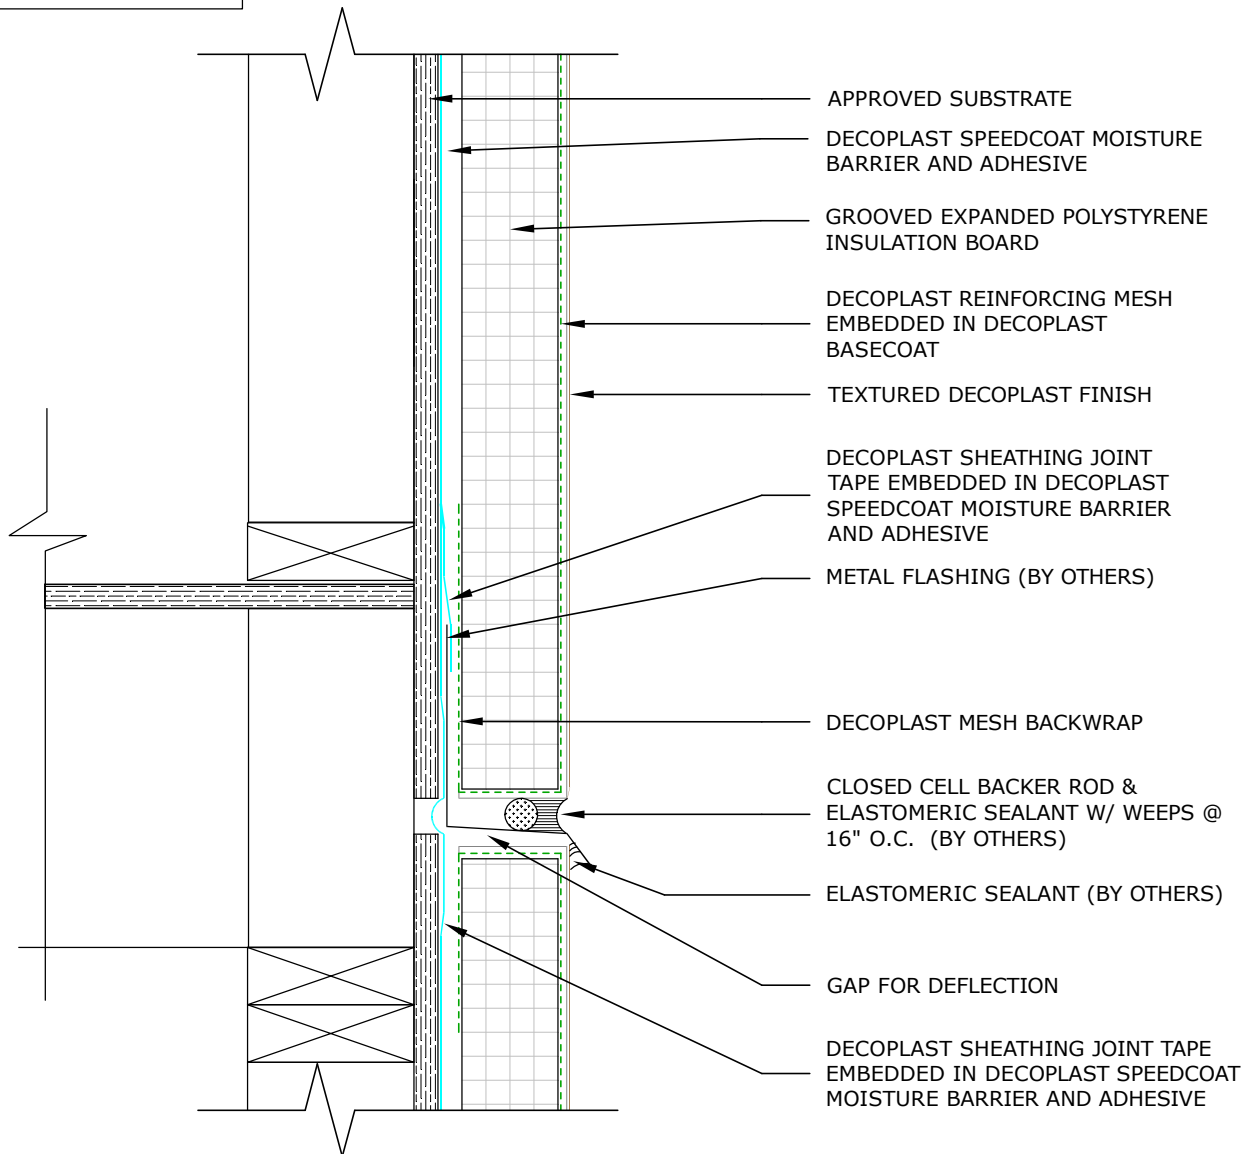 APPROVED SUBSTRATE
DECOPLAST SPEEDCOAT MOISTURE
BARRIER AND ADHESIVE
GROOVED EXPANDED POLYSTYRENE
INSULATION BOARD
DECOPLAST REINFORCING MESH
EMBEDDED IN DECOPLAST
BASECOAT
TEXTURED DECOPLAST FINISH
DECOPLAST SHEATHING JOINT
TAPE EMBEDDED IN DECOPLAST
SPEEDCOAT MOISTURE BARRIER
AND ADHESIVE
METAL FLASHING (BY OTHERS)
DECOPLAST MESH BACKWRAP
CLOSED CELL BACKER ROD &
ELASTOMERIC SEALANT W/ WEEPS @
16" O.C. (BY OTHERS)
ELASTOMERIC SEALANT (BY OTHERS)
GAP FOR DEFLECTION
DECOPLAST SHEATHING JOINT TAPE
EMBEDDED IN DECOPLAST SPEEDCOAT
MOISTURE BARRIER AND ADHESIVE